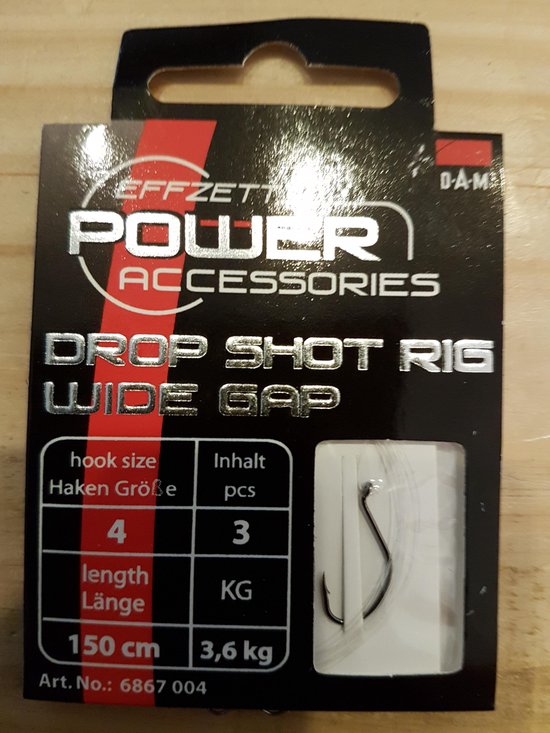 D·A·M
EFFZETT
POWER
ACCESSORIES
DROP SHOT RIG
WIDE GAP
hook size Inhalt
Haken Größe pcs
4 3
length KG
Länge
150 cm 3,6 kg
Art. No.: 6867 004